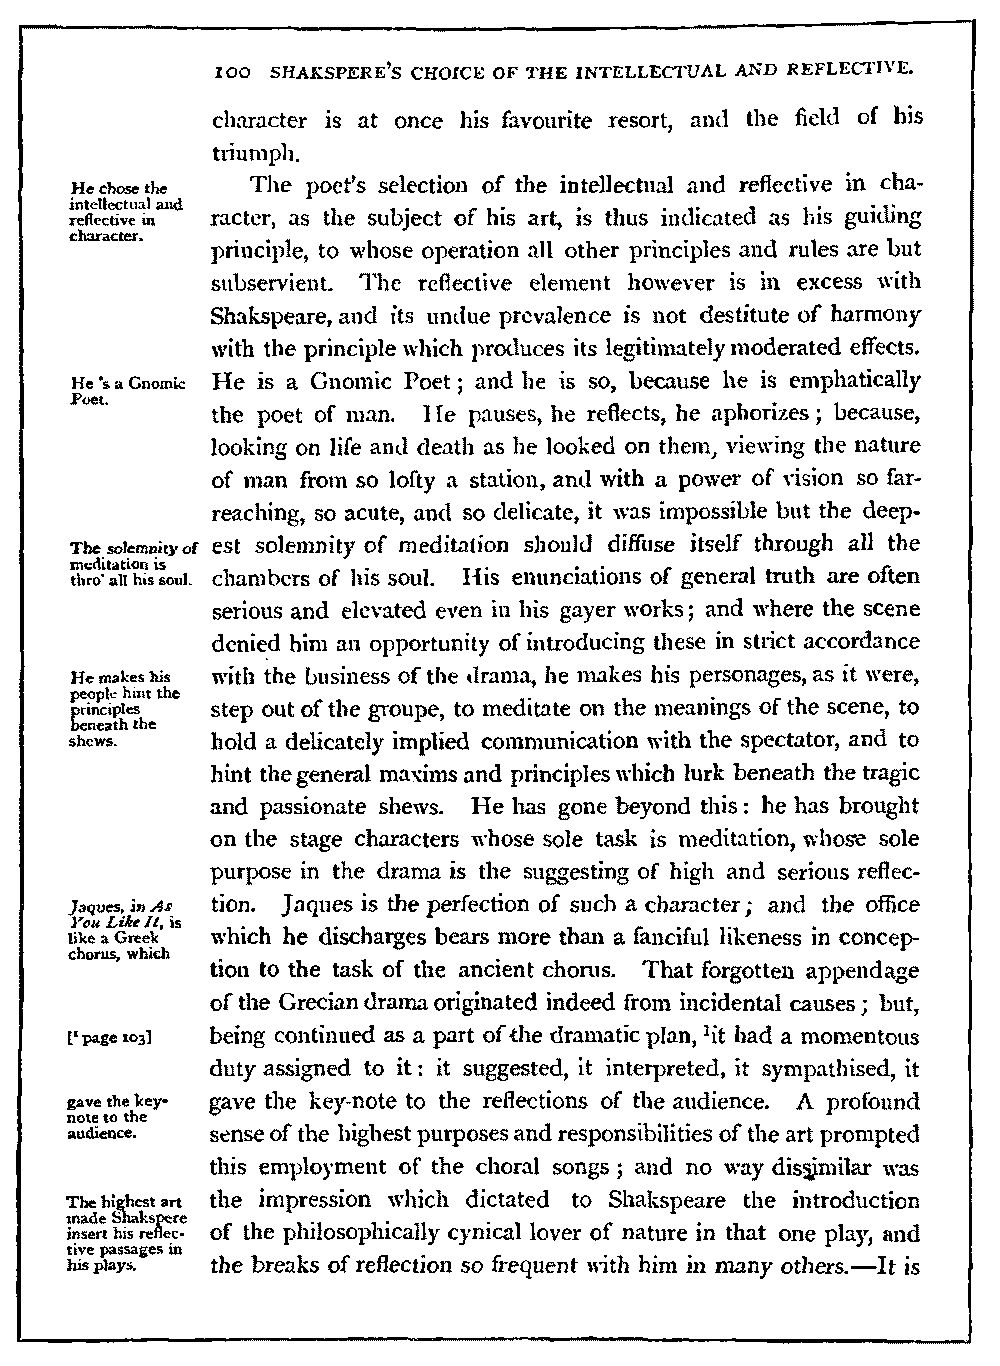 100 SHAKSPERE'S CHOICE OF THE INTELLECTUAL AND REFLECTIVE.
character is at once his favourite resort, and the field of his
triumph.
He chose the
intellectual and
reflective in
character.
The poet's selection of the intellectual and reflective in cha-
racter, as the subject of his art, is thus indicated as his guiding
principle, to whose operation all other principles and rules are but
subservient. The reflective element however is in excess with
Shakspeare, and its undue prevalence is not destitute of harmony
with the principle which produces its legitimately moderated effects.
He 's a Gnomic
Poet.
He is a Gnomic Poet; and he is so, because he is emphatically
the poet of man. He pauses, he reflects, he aphorizes; because,
looking on life and death as he looked on them, viewing the nature
of man from so lofty a station, and with a power of vision so far-
reaching, so acute, and so delicate, it was impossible but the deep-
The solemnity of
meditation is
thro' all his soul.
est solemnity of meditation should diffuse itself through all the
chambers of his soul. His enunciations of general truth are often
serious and elevated even in his gayer works; and where the scene
denied him an opportunity of introducing these in strict accordance
He makes his
people hint the
principles
beneath the
shews.
with the business of the drama, he makes his personages, as it were,
step out of the groupe, to meditate on the meanings of the scene, to
hold a delicately implied communication with the spectator, and to
hint the general maxims and principles which lurk beneath the tragic
and passionate shews. He has gone beyond this: he has brought
on the stage characters whose sole task is meditation, whose sole
purpose in the drama is the suggesting of high and serious reflec-
Jaques, in As
You Like It, is
like a Greek
chorus, which
tion. Jaques is the perfection of such a character; and the office
which he discharges bears more than a fanciful likeness in concep-
tion to the task of the ancient chorus. That forgotten appendage
of the Grecian drama originated indeed from incidental causes; but,
[¹ page 103]
being continued as a part of the dramatic plan, ¹it had a momentous
duty assigned to it: it suggested, it interpreted, it sympathised, it
gave the key-
note to the
audience.
gave the key-note to the reflections of the audience. A profound
sense of the highest purposes and responsibilities of the art prompted
this employment of the choral songs; and no way dissimilar was
The highest art
made Shakspere
insert his reflec-
tive passages in
his plays.
the impression which dictated to Shakspeare the introduction
of the philosophically cynical lover of nature in that one play, and
the breaks of reflection so frequent with him in many others.—It is